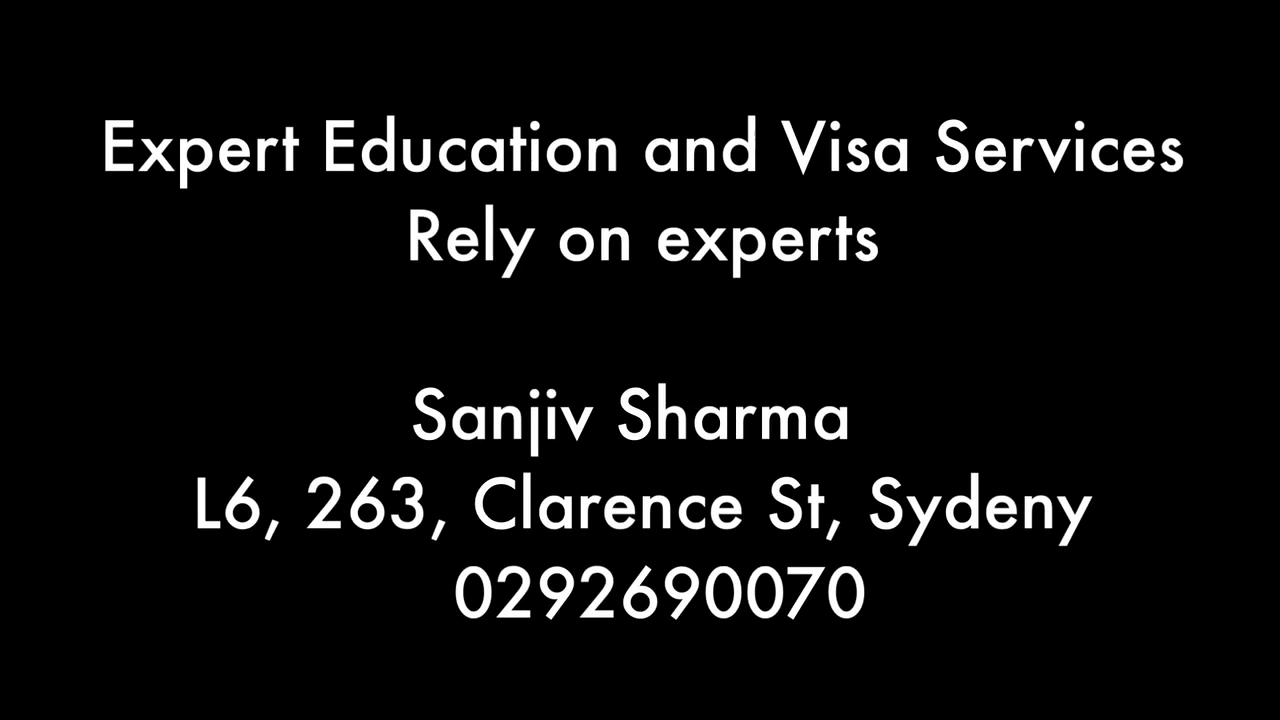 Expert Education and Visa Services
Rely on experts
Sanjiv Sharma
L6, 263, Clarence St, Sydeny
0292690070